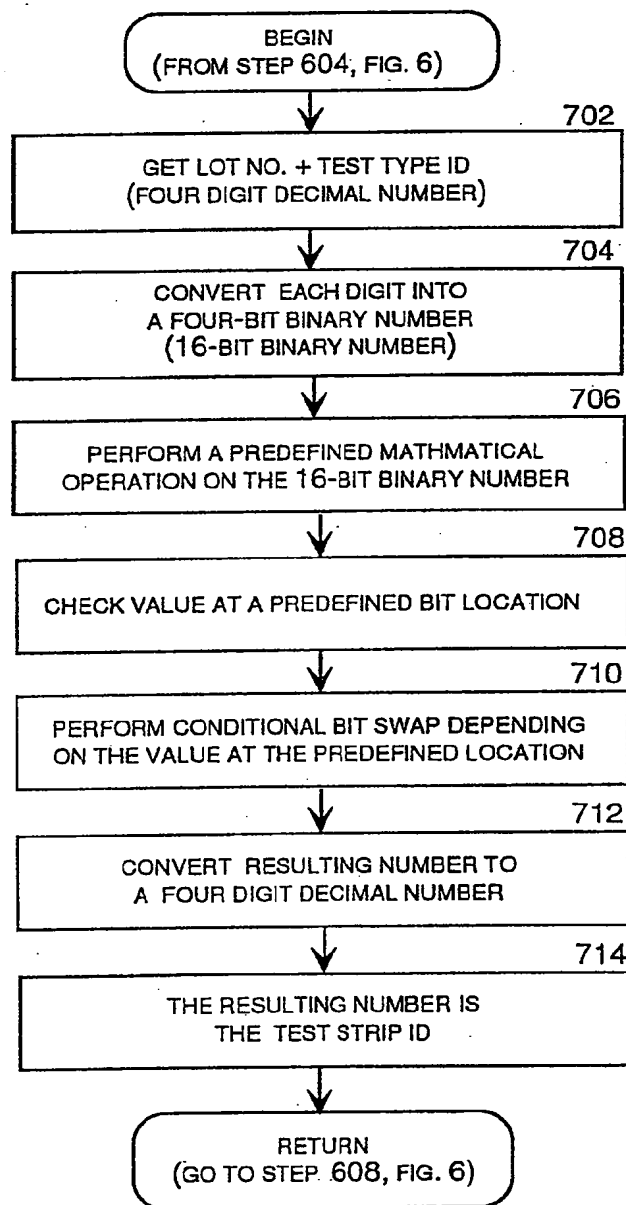 BEGIN
(FROM STEP 604, FIG. 6)
702
GET LOT NO. + TEST TYPE ID
(FOUR DIGIT DECIMAL NUMBER)
704
CONVERT EACH DIGIT INTO
A FOUR-BIT BINARY NUMBER
(16-BIT BINARY NUMBER)
706
PERFORM A PREDEFINED MATHMATICAL
OPERATION ON THE 16-BIT BINARY NUMBER
708
CHECK VALUE AT A PREDEFINED BIT LOCATION
710
PERFORM CONDITIONAL BIT SWAP DEPENDING
ON THE VALUE AT THE PREDEFINED LOCATION
712
CONVERT RESULTING NUMBER TO
A FOUR DIGIT DECIMAL NUMBER
714
THE RESULTING NUMBER IS
THE TEST STRIP ID
RETURN
(GO TO STEP 608, FIG. 6)